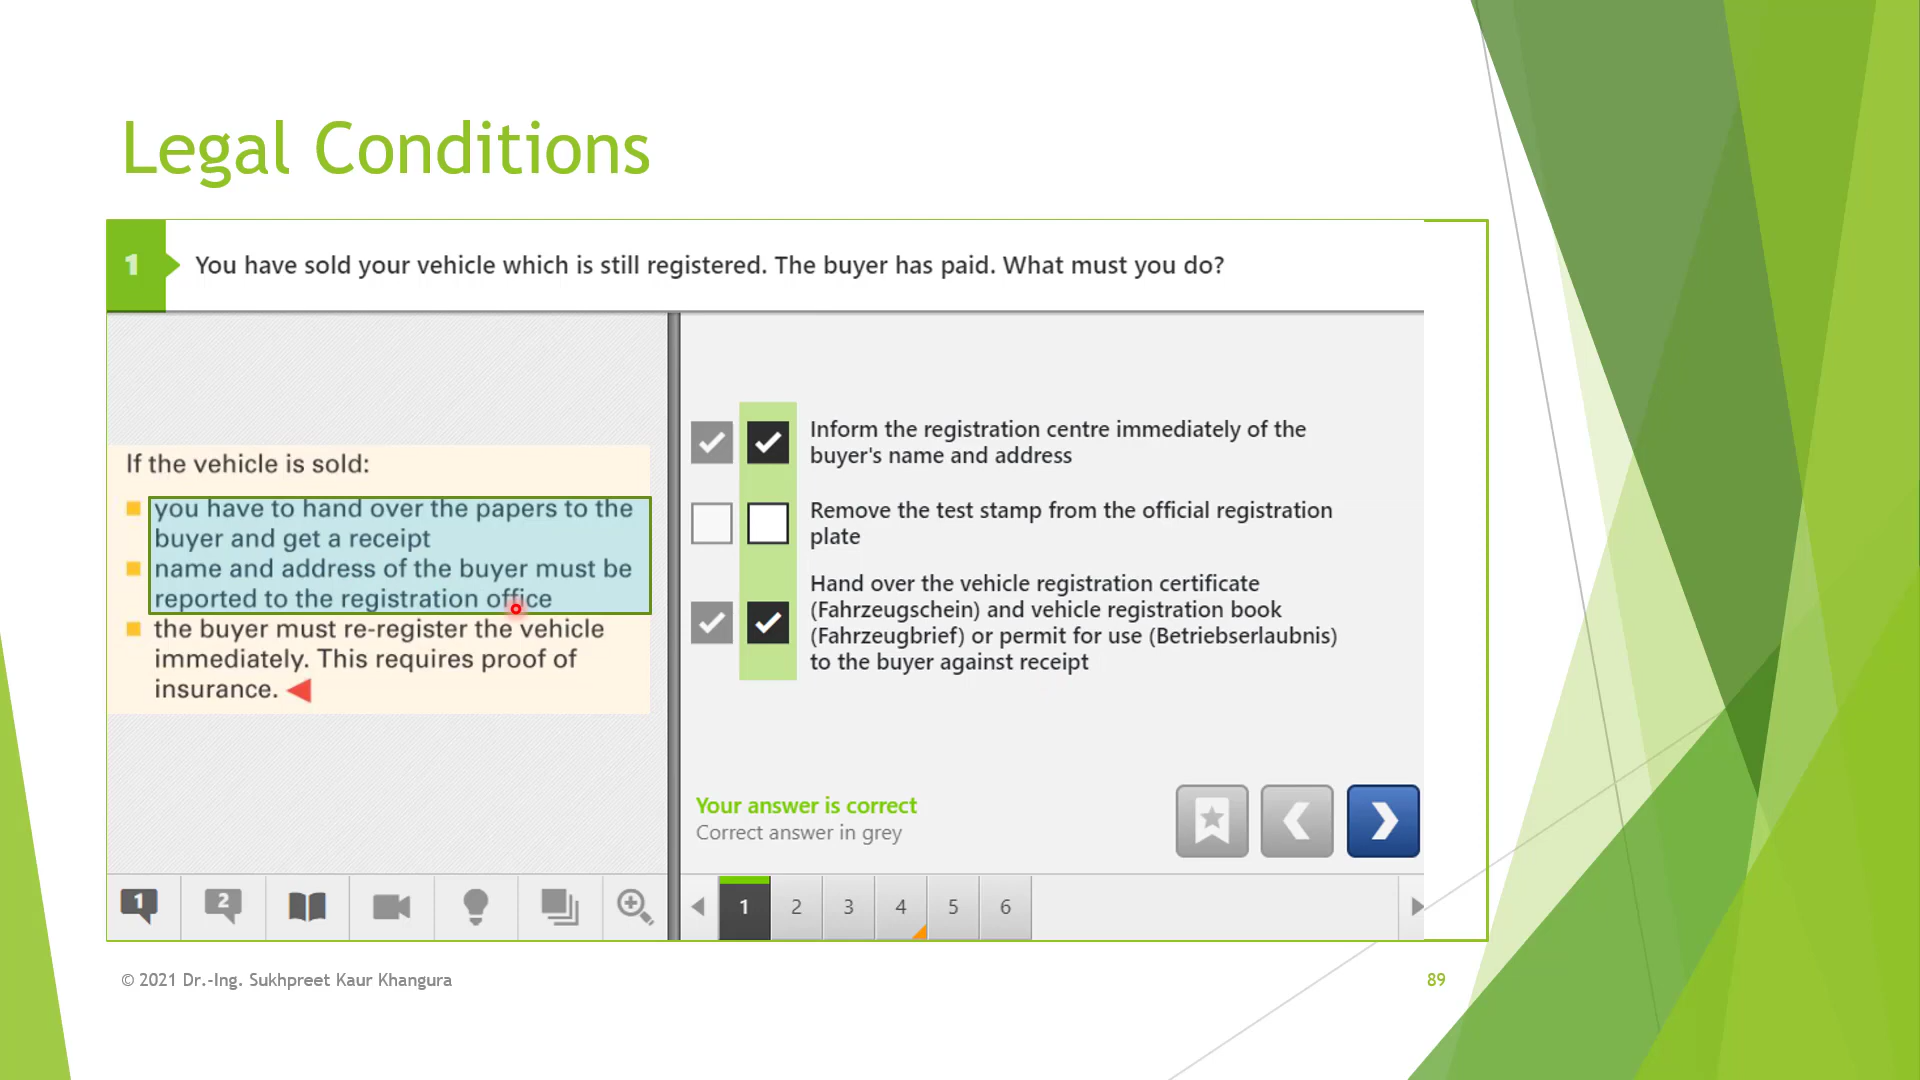 Legal Conditions
1
You have sold your vehicle which is still registered. The buyer has paid. What must you do?
If the vehicle is sold:
you have to hand over the papers to the
buyer and get a receipt
name and address of the buyer must be
reported to the registration office
the buyer must re-register the vehicle
immediately. This requires proof of
insurance.
Inform the registration centre immediately of the
buyer's name and address
Remove the test stamp from the official registration
plate
Hand over the vehicle registration certificate
(Fahrzeugschein) and vehicle registration book
(Fahrzeugbrief) or permit for use (Betriebserlaubnis)
to the buyer against receipt
Your answer is correct
Correct answer in grey
1 2
1 2 3 4 5 6
© 2021 Dr.-Ing. Sukhpreet Kaur Khangura
89